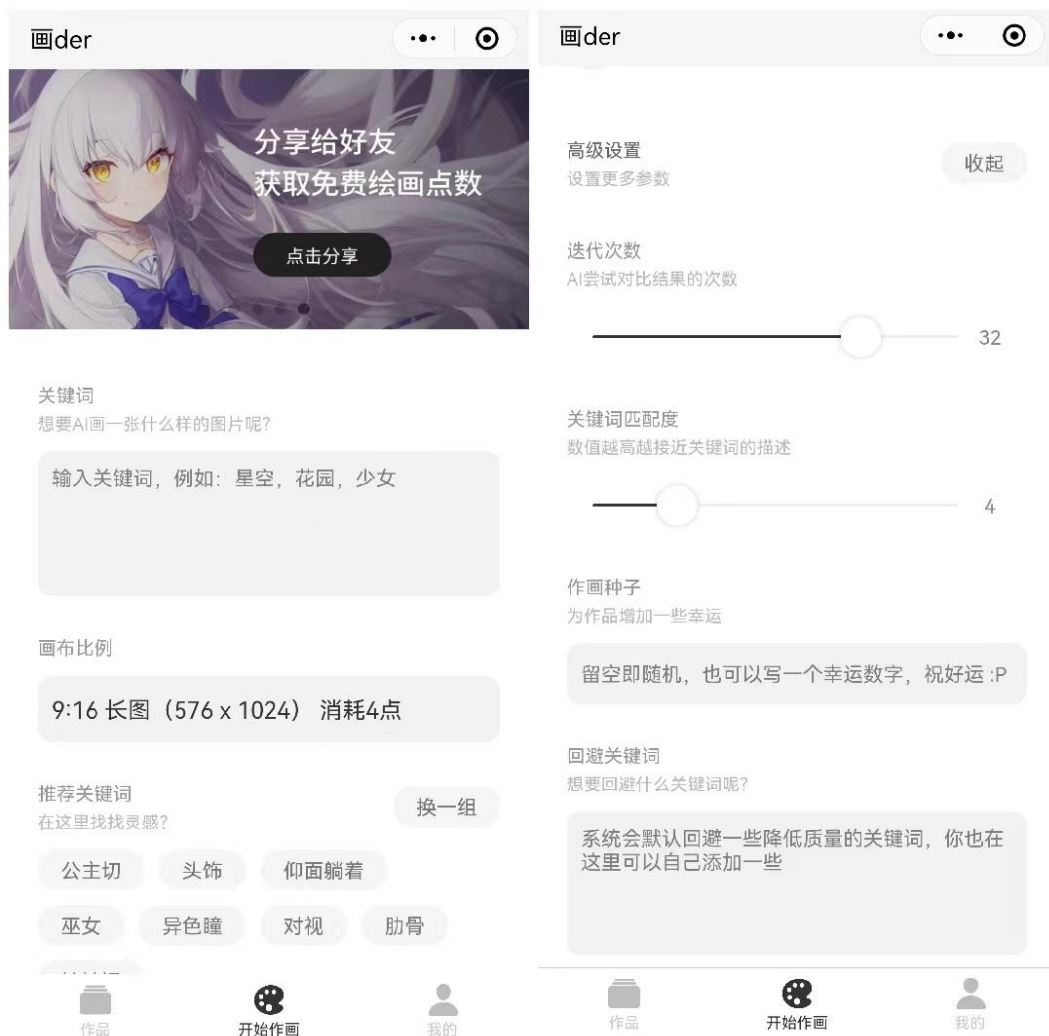 画der
分享给好友
获取免费绘画点数
点击分享
关键词
想要AI画一张什么样的图片呢?
输入关键词，例如：星空，花园，少女
画布比例
9:16 长图（576 x 1024） 消耗4点
推荐关键词
在这里找找灵感?
换一组
公主切
头饰
仰面躺着
巫女
异色瞳
对视
肋骨
作品
开始作画
我的
画der
高级设置
设置更多参数
收起
迭代次数
AI尝试对比结果的次数
32
关键词匹配度
数值越高越接近关键词的描述
4
作画种子
为作品增加一些幸运
留空即随机，也可以写一个幸运数字，祝好运 :P
回避关键词
想要回避什么关键词呢?
系统会默认回避一些降低质量的关键词，你也在
这里可以自己添加一些
作品
开始作画
我的